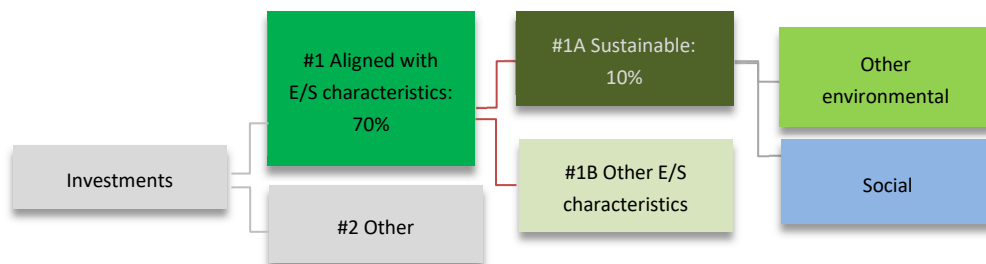 #1 Aligned with
E/S characteristics:
70%
#1A Sustainable:
10%
Other
environmental
Investments
#2 Other
#1B Other E/S
characteristics
Social